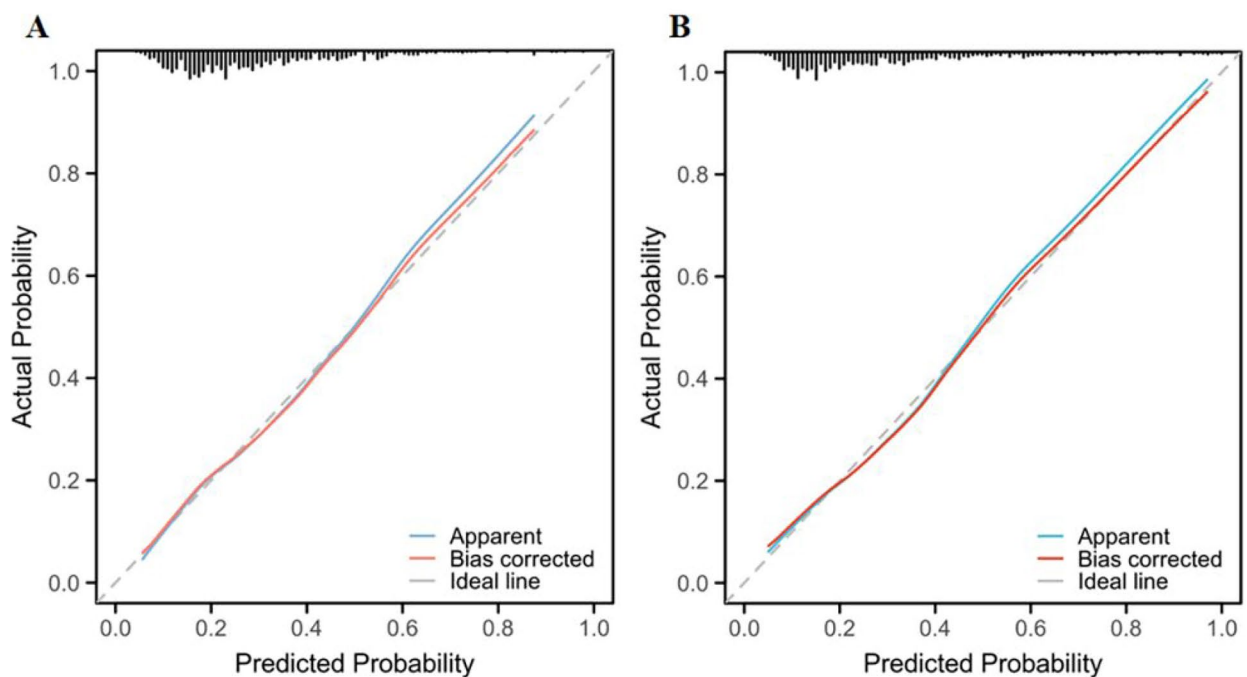 A
Actual Probability
1.0
0.8
0.6
0.4
0.2
0.0
Apparent
Bias corrected
Ideal line
0.0 0.2 0.4 0.6 0.8 1.0
Predicted Probability
B
Actual Probability
1.0
0.8
0.6
0.4
0.2
0.0
Apparent
Bias corrected
Ideal line
0.0 0.2 0.4 0.6 0.8 1.0
Predicted Probability